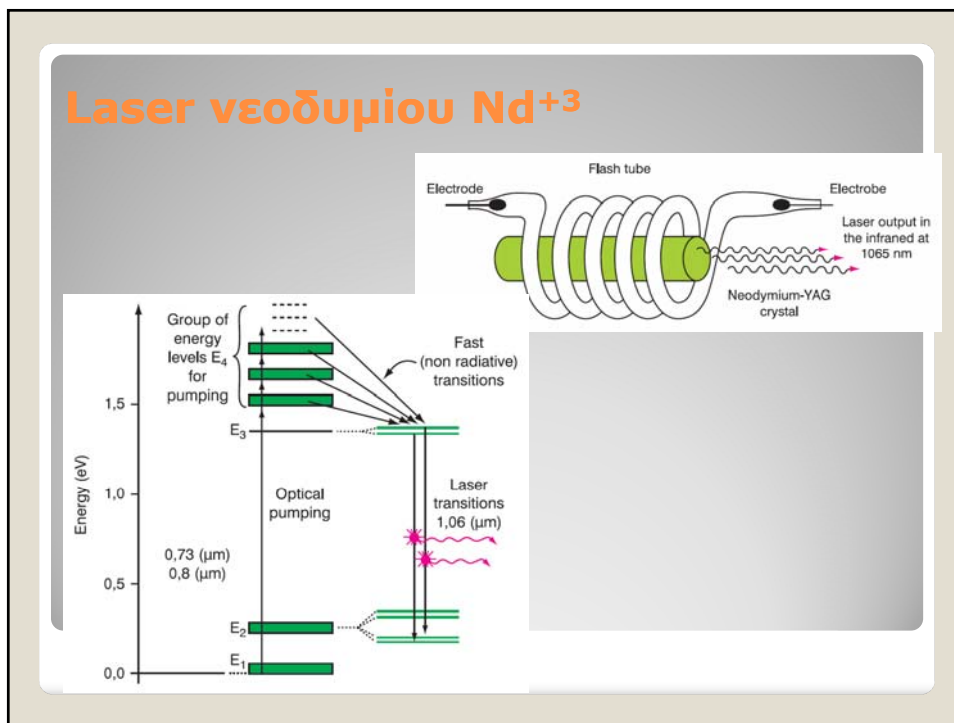 Laser νεοδυμίου Nd+3
Flash tube
Electrode
Electrobe
Laser output in
the infraned at
1065 nm
Neodymium-YAG
crystal
Group of
energy
levels E4
for
pumping
Fast
(non radiative)
transitions
1,5
E3
Energy (eV)
1,0
Optical
pumping
Laser
transitions
1,06 (μm)
0,73 (μm)
0,8 (μm)
0,5
E2
E1
0,0